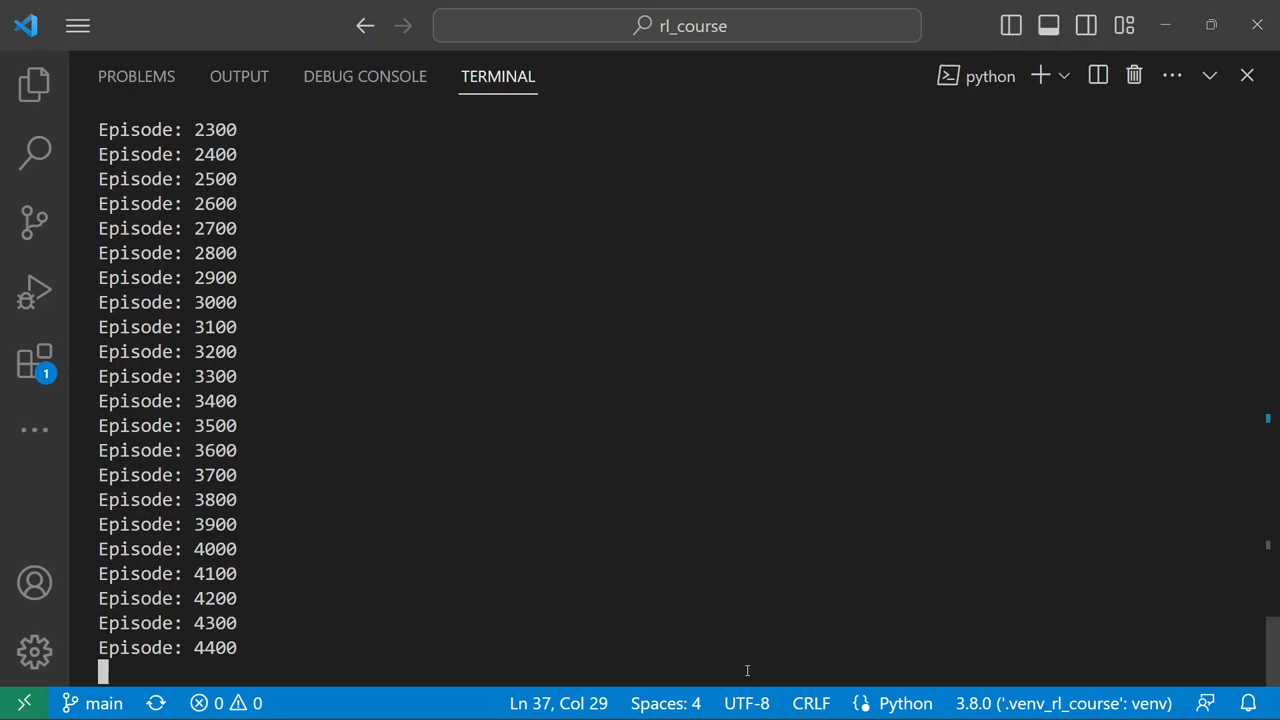 rl_course
PROBLEMS OUTPUT DEBUG CONSOLE TERMINAL python
Episode: 2300
Episode: 2400
Episode: 2500
Episode: 2600
Episode: 2700
Episode: 2800
Episode: 2900
Episode: 3000
Episode: 3100
Episode: 3200
Episode: 3300
Episode: 3400
Episode: 3500
Episode: 3600
Episode: 3700
Episode: 3800
Episode: 3900
Episode: 4000
Episode: 4100
Episode: 4200
Episode: 4300
Episode: 4400
1
main 0 0 Ln 37, Col 29 Spaces: 4 UTF-8 CRLF Python 3.8.0 ('.venv_rl_course': venv)